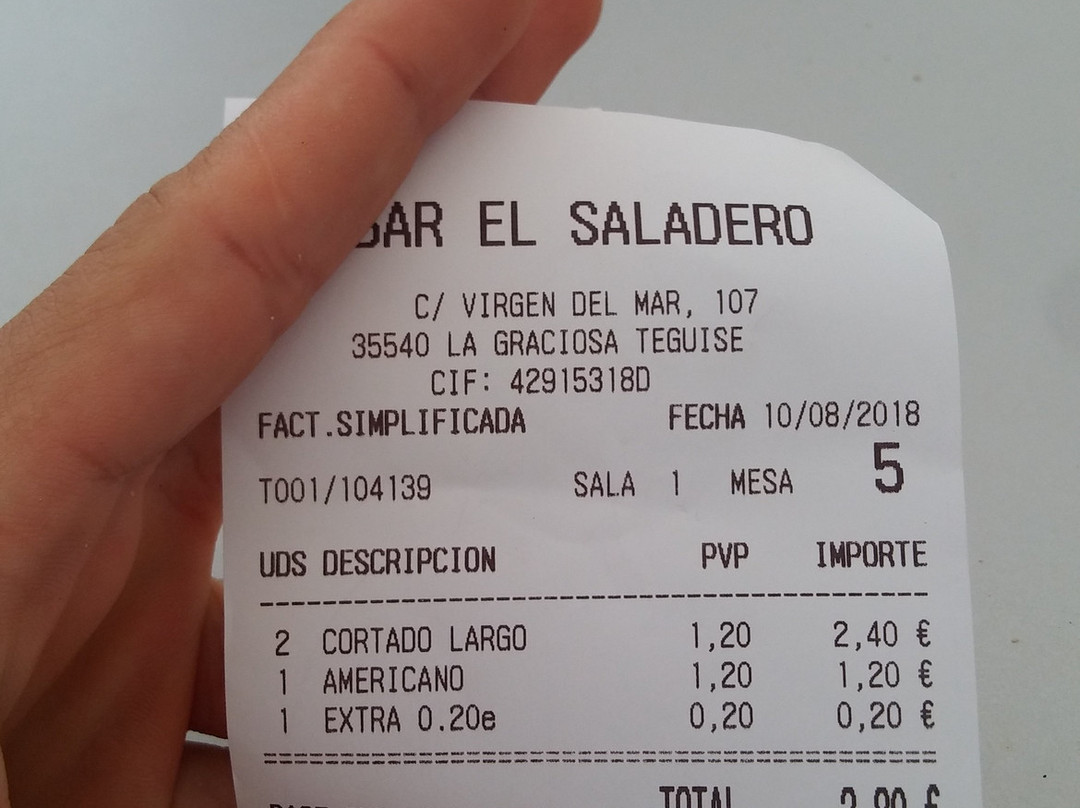 BAR EL SALADERO
C/ VIRGEN DEL MAR, 107
35540 LA GRACIOSA TEGUISE
CIF: 42915318D
FACT.SIMPLIFICADA FECHA 10/08/2018
T001/104139 SALA 1 MESA 5
UDS DESCRIPCION PVP IMPORTE
2 CORTADO LARGO 1,20 2,40 €
1 AMERICANO 1,20 1,20 €
1 EXTRA 0.20e 0,20 0,20 €
TOTAL